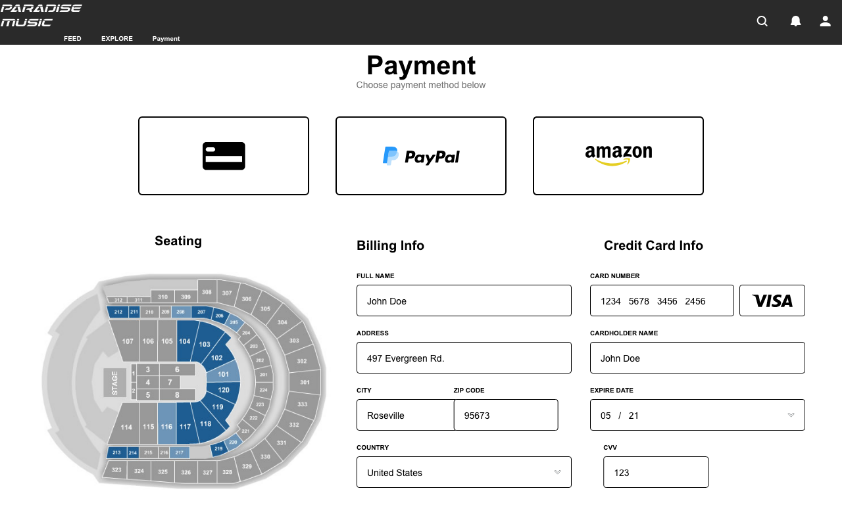 PARADISE
MUSIC
FEED EXPLORE Payment
Payment
Choose payment method below
PayPal
amazon
Seating
Billing Info
Credit Card Info
FULL NAME
John Doe
ADDRESS
497 Evergreen Rd.
CITY ZIP CODE
Roseville 95673
COUNTRY
United States
CARD NUMBER
1234 5678 3456 2456 VISA
CARDHOLDER NAME
John Doe
EXPIRE DATE
05 / 21
CVV
123
310 309 308 307 306 305 304 303 302 301 333 332 331 330 329 328 327 326 325 324 323
312 311
212 211 210 209 208 207 206 205 204 203 202 201 224 223 222 221 220 219 217 216 215 214 213
107 106 105 104 103 102 101 120 119 118 117 116 115 114
STAGE
1 2 3 4 5 6 7 8